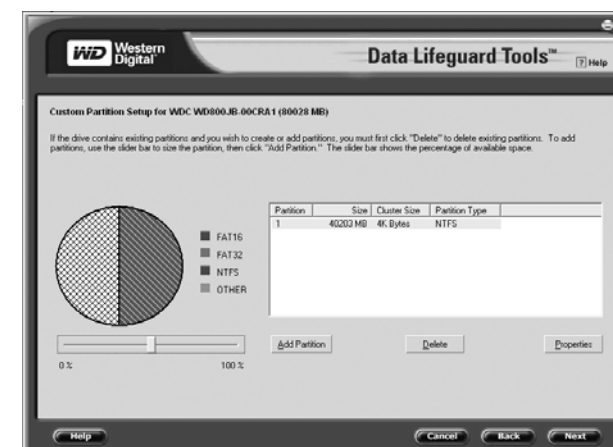 WD Western Digital
Data Lifeguard Tools™
? Help
Custom Partition Setup for WDC WD800JB-00CRA1 (80028 MB)
If the drive contains existing partitions and you wish to create or add partitions, you must first click "Delete" to delete existing partitions. To add
partitions, use the slider bar to size the partition, then click "Add Partition." The slider bar shows the percentage of available space.
Partition Size Cluster Size Partition Type
1 40203 MB 4K Bytes NTFS
FAT16
FAT32
NTFS
OTHER
0 % 100 %
Add Partition Delete Properties
Help Cancel Back Next